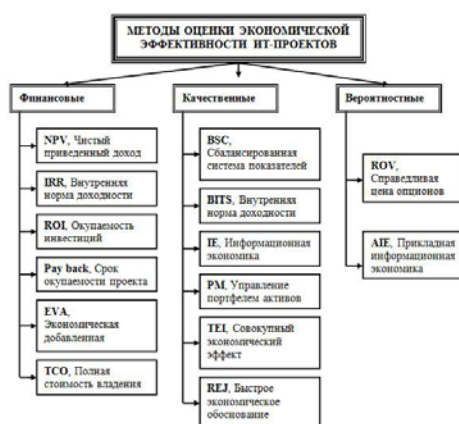 МЕТОДЫ ОЦЕНКИ ЭКОНОМИЧЕСКОЙ
ЭФФЕКТИВНОСТИ ИТ-ПРОЕКТОВ
Финансовые
NPV, Чистый
приведенный доход
IRR, Внутренняя
норма доходности
ROI, Окупаемость
инвестиций
Pay back, Срок
окупаемости проекта
EVA,
Экономическая
добавленная
TCO, Полная
стоимость владения
Качественные
BSC,
Сбалансированная
система показателей
BITS, Внутренняя
норма доходности
IE, Информационная
экономика
PM, Управление
портфелем активов
TEI, Совокупный
экономический
эффект
REJ, Быстрое
экономическое
обоснование
Вероятностные
ROV,
Справедливая
цена опционов
AIE, Прикладная
информационная
экономика